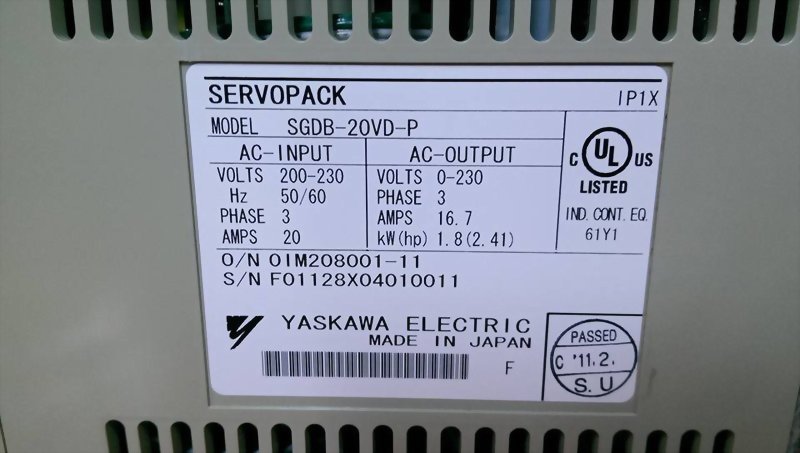 SERVOPACK
IP1X
MODEL SGDB-20VD-P
AC-INPUT
VOLTS 200-230
Hz 50/60
PHASE 3
AMPS 20
AC-OUTPUT
VOLTS 0-230
PHASE 3
AMPS 16.7
kW(hp) 1.8(2.41)
C UL US
LISTED
IND. CONT. EQ.
61Y1
O/N 0IM208001-11
S/N F01128X04010011
YASKAWA ELECTRIC
MADE IN JAPAN
F
PASSED
C '11.2.
S.U